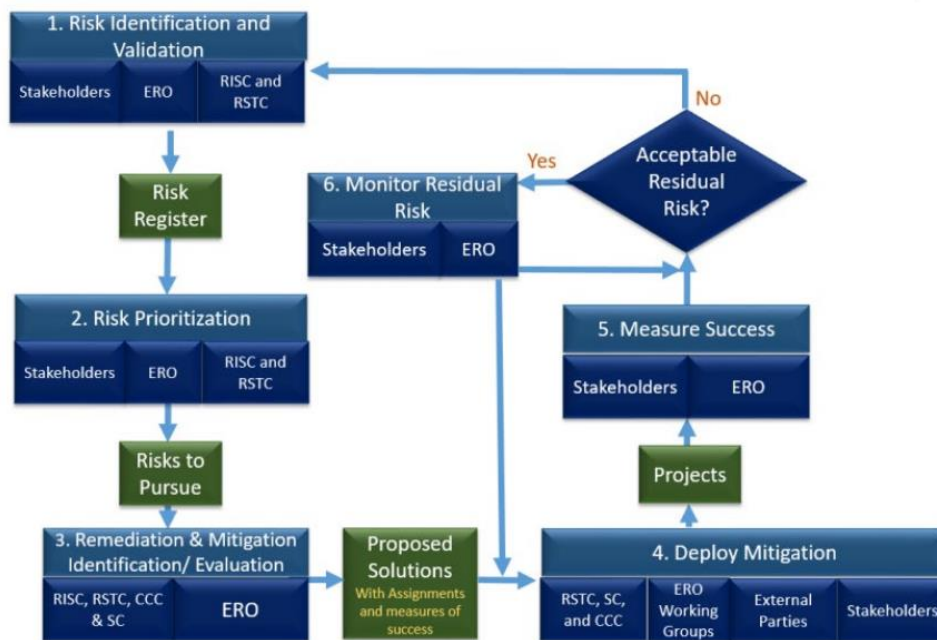 1. Risk Identification and
Validation
Stakeholders
ERO
RISC and
RSTC
No
Acceptable
Residual
Risk?
Yes
6. Monitor Residual
Risk
Stakeholders
ERO
Risk
Register
2. Risk Prioritization
Stakeholders
ERO
RISC and
RSTC
5. Measure Success
Stakeholders
ERO
Risks to
Pursue
Projects
3. Remediation & Mitigation
Identification/ Evaluation
RISC, RSTC, CCC
& SC
ERO
Proposed
Solutions
With Assignments
and measures of
success
4. Deploy Mitigation
RSTC, SC,
and CCC
ERO
Working
Groups
External
Parties
Stakeholders